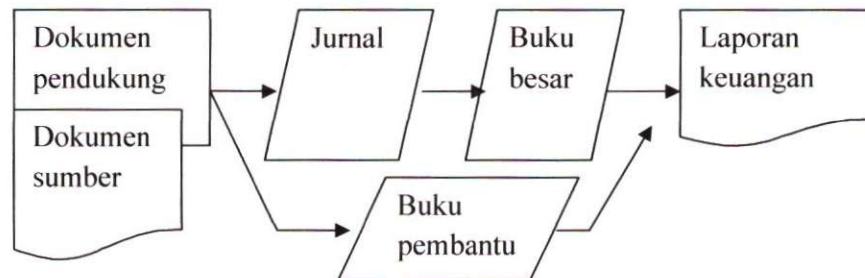 Dokumen
pendukung
Dokumen
sumber
Jurnal
Buku
besar
Laporan
keuangan
Buku
pembantu